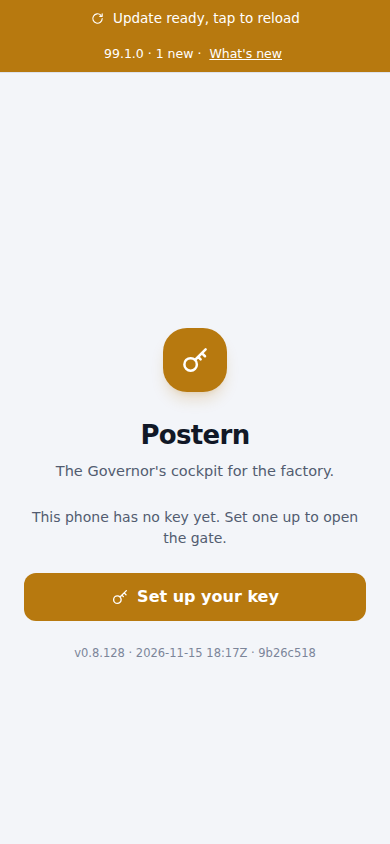 Update ready, tap to reload
99.1.0 · 1 new · What's new
Postern
The Governor's cockpit for the factory.
This phone has no key yet. Set one up to open
the gate.
Set up your key
v0.8.128 · 2026-11-15 18:17Z · 9b26c518